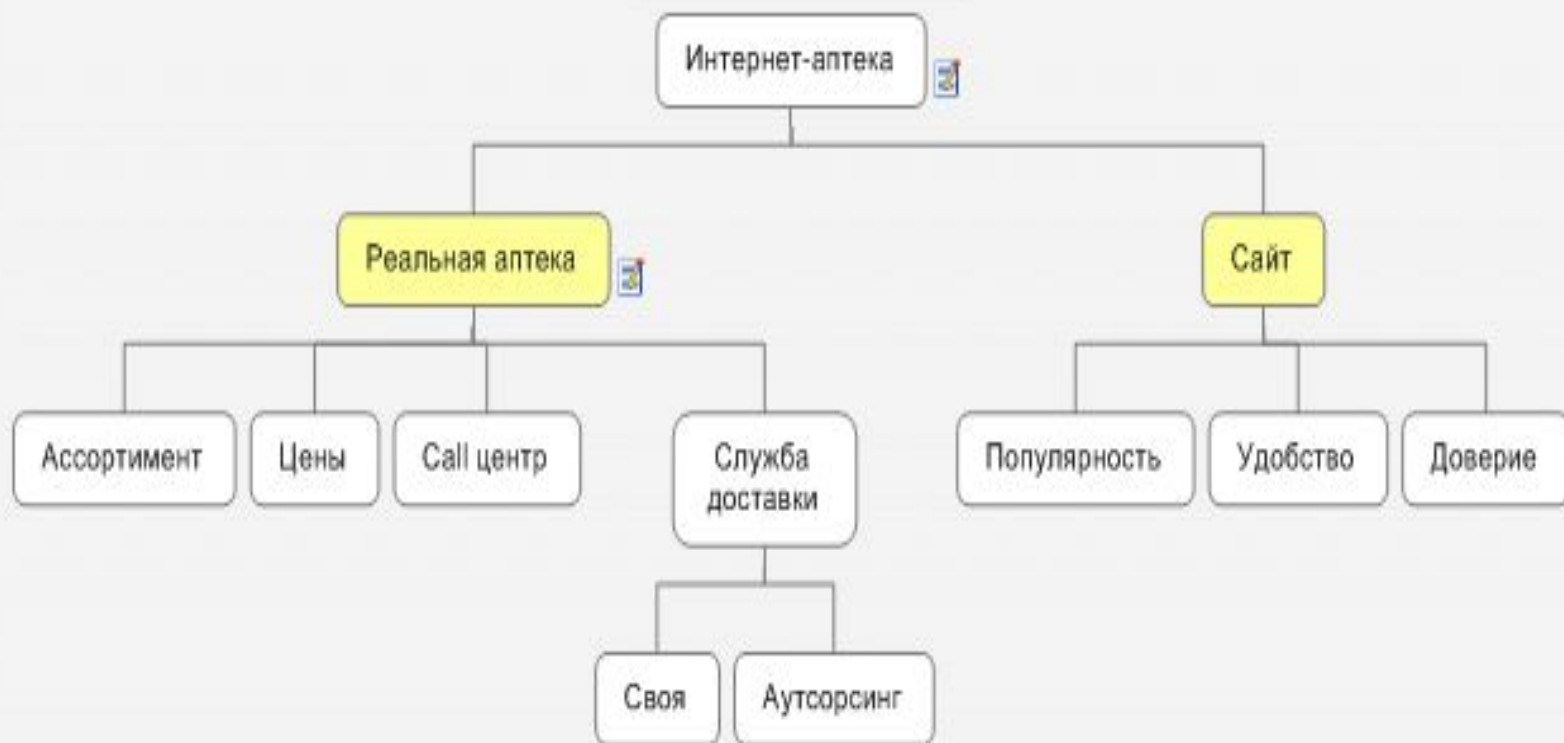 Интернет-аптека
Реальная аптека
Сайт
Ассортимент
Цены
Call центр
Служба
доставки
Популярность
Удобство
Доверие
Своя
Аутсорсинг